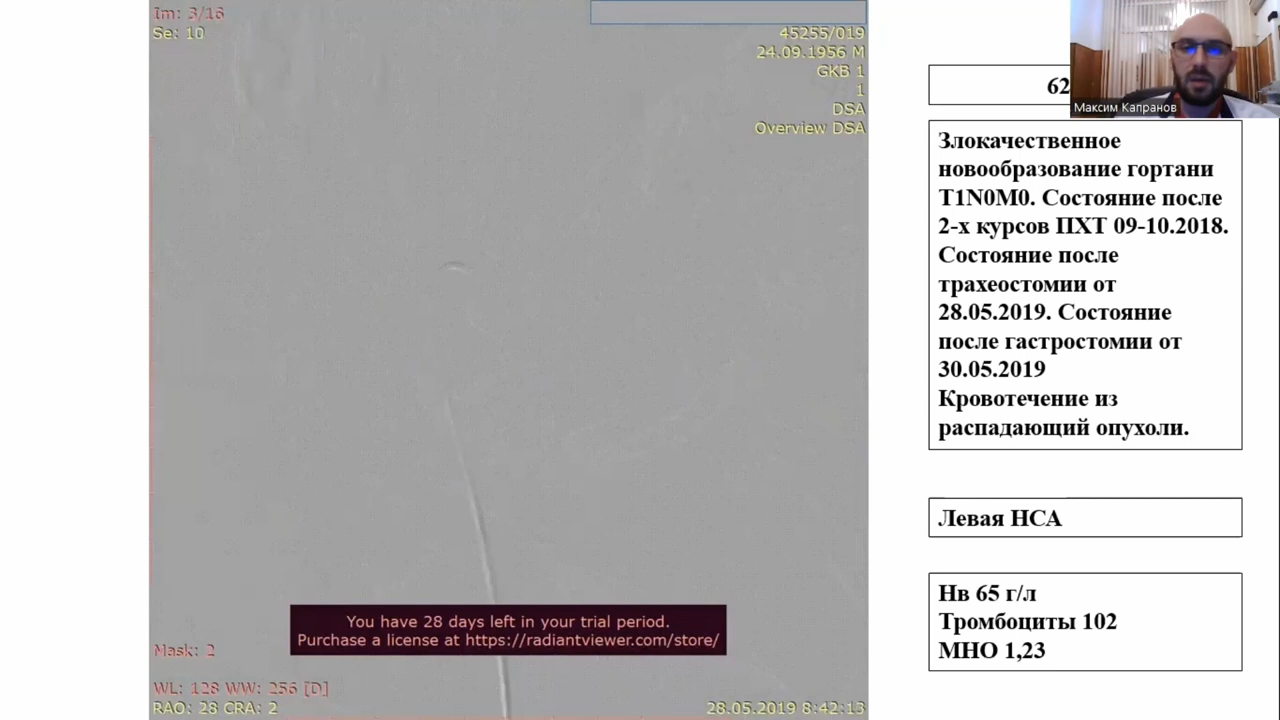 Im: 3/16
Se: 10
45255/019
24.09.1956 M
GKB 1
1
DSA
Overview DSA
You have 28 days left in your trial period.
Purchase a license at https://radiantviewer.com/store/
Mask: 2
WL: 128 WW: 256 [D]
RAO: 28 CRA: 2
28.05.2019 8:42:13
62
Максим Капранов
Злокачественное
новообразование гортани
T1N0M0. Состояние после
2-х курсов ПХТ 09-10.2018.
Состояние после
трахеостомии от
28.05.2019. Состояние
после гастростомии от
30.05.2019
Кровотечение из
распадающий опухоли.
Левая НСА
Нв 65 г/л
Тромбоциты 102
МНО 1,23